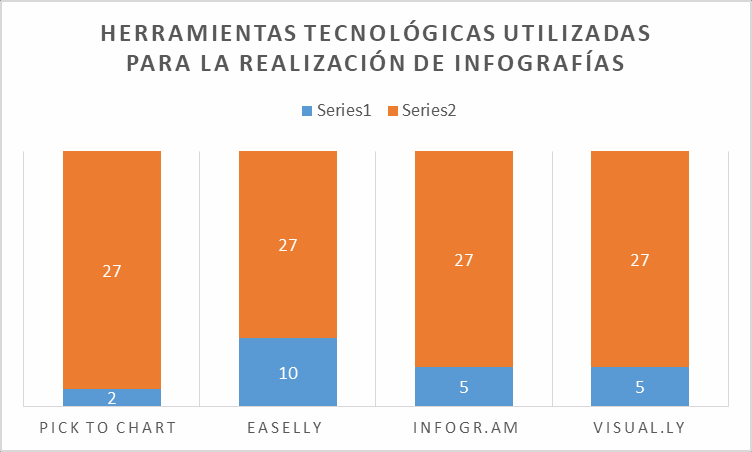 HERRAMIENTAS TECNOLÓGICAS UTILIZADAS
PARA LA REALIZACIÓN DE INFOGRAFÍAS
Series1 Series2
27 27 27 27
2 10 5 5
PICK TO CHART EASELLY INFOGR.AM VISUAL.LY